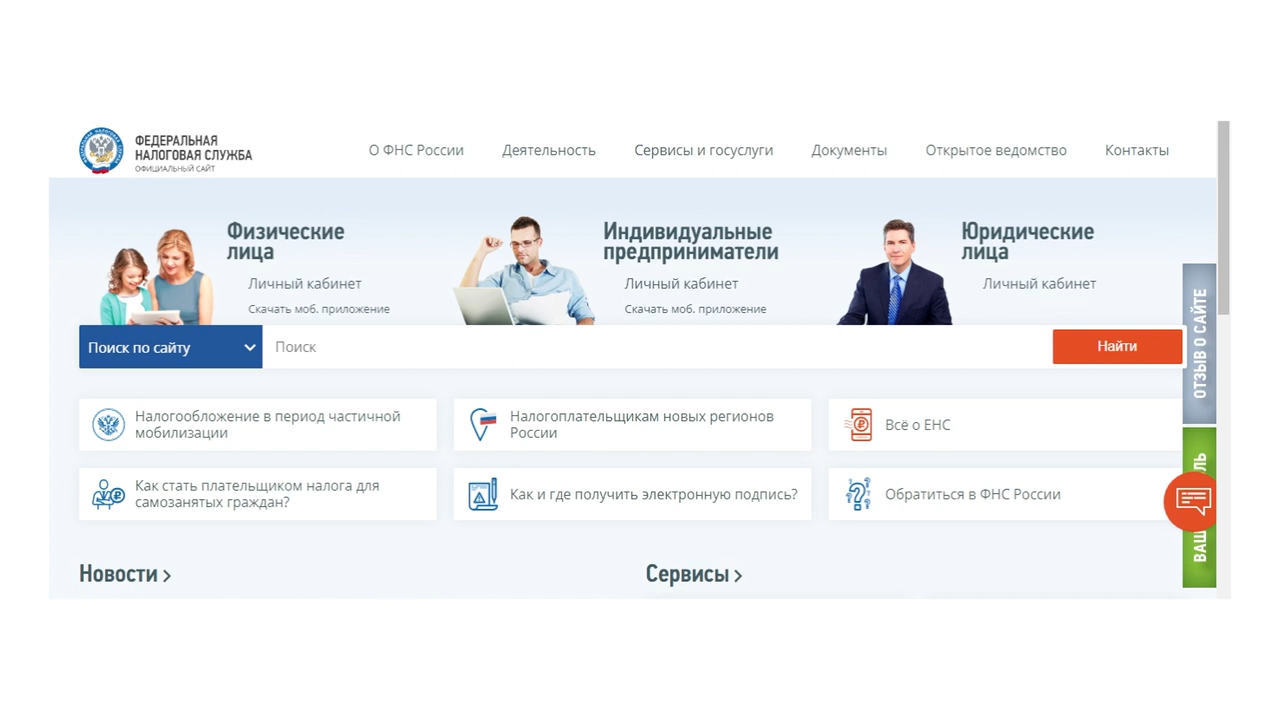 ФЕДЕРАЛЬНАЯ
НАЛОГОВАЯ СЛУЖБА
ОФИЦИАЛЬНЫЙ САЙТ
О ФНС России
Деятельность
Сервисы и госуслуги
Документы
Открытое ведомство
Контакты
Физические
лица
Личный кабинет
Скачать моб. приложение
Индивидуальные
предприниматели
Личный кабинет
Скачать моб. приложение
Юридические
лица
Личный кабинет
Поиск по сайту
Поиск
Найти
ОТЗЫВ О САЙТЕ
Налогообложение в период частичной
мобилизации
Налогоплательщикам новых регионов
России
Всё о ЕНС
Как стать плательщиком налога для
самозанятых граждан?
Как и где получить электронную подпись?
Обратиться в ФНС России
Новости
Сервисы